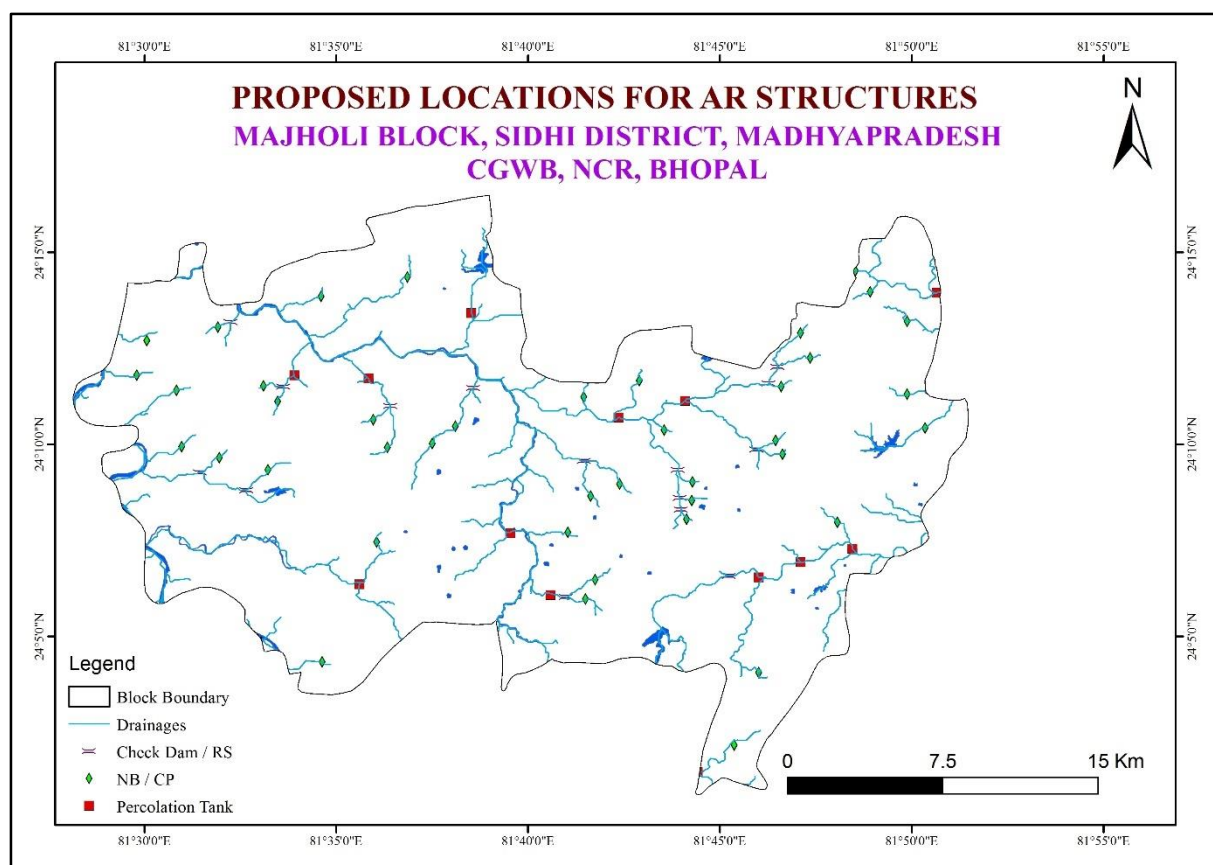 81°30'0"E 81°35'0"E 81°40'0"E 81°45'0"E 81°50'0"E 81°55'0"E
PROPOSED LOCATIONS FOR AR STRUCTURES
MAJHOLI BLOCK, SIDHI DISTRICT, MADHYAPRADESH
CGWB, NCR, BHOPAL
N
24°15'0"N 24°15'0"N
24°10'0"N 24°10'0"N
24°5'0"N 24°5'0"N
Legend
Block Boundary
Drainages
Check Dam / RS
NB / CP
Percolation Tank
0 7.5 15 Km
81°30'0"E 81°35'0"E 81°40'0"E 81°45'0"E 81°50'0"E 81°55'0"E